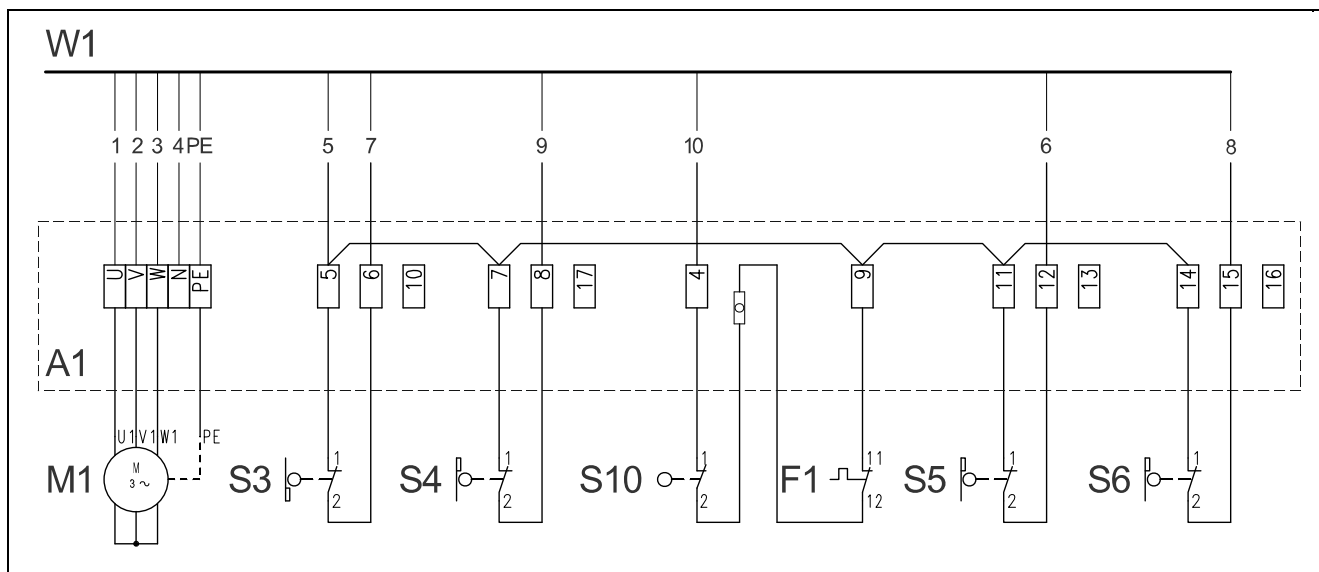 W1
1 2 3 4 PE 5 7 9 10 6 8
U V W N PE 5 6 10 7 8 17 4 9 11 12 13 14 15 16
A1
U1 V1 W1 PE
1 1 1 11 1 1
M1 M 3 ~ S3 S4 S10 F1 S5 S6
2 2 2 12 2 2